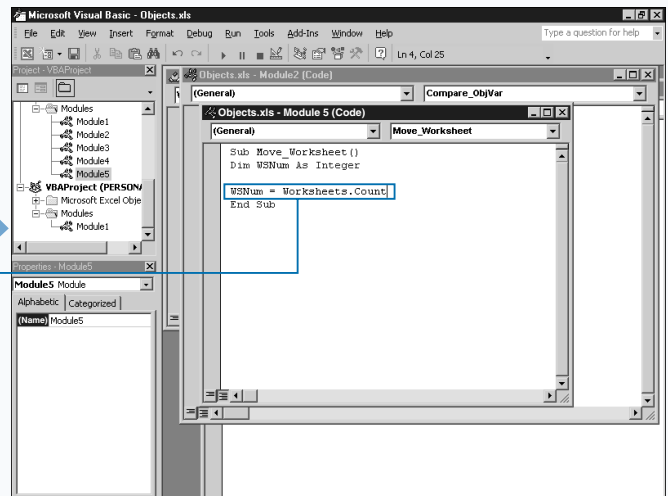 Microsoft Visual Basic - Objects.xls
File Edit View Insert Format Debug Run Tools Add-Ins Window Help
Type a question for help
Ln 4, Col 25
Project - VBAProject
Modules
Module1
Module2
Module3
Module4
Module5
VBAProject (PERSON
Microsoft Excel Obje
Modules
Module1
Properties - Module5
Module5 Module
Alphabetic Categorized
(Name) Module5
Objects.xls - Module2 (Code)
(General) Compare_ObjVar
Objects.xls - Module 5 (Code)
(General) Move_Worksheet
Sub Move_Worksheet()
Dim WSNum As Integer
WSNum = Worksheets.Count
End Sub